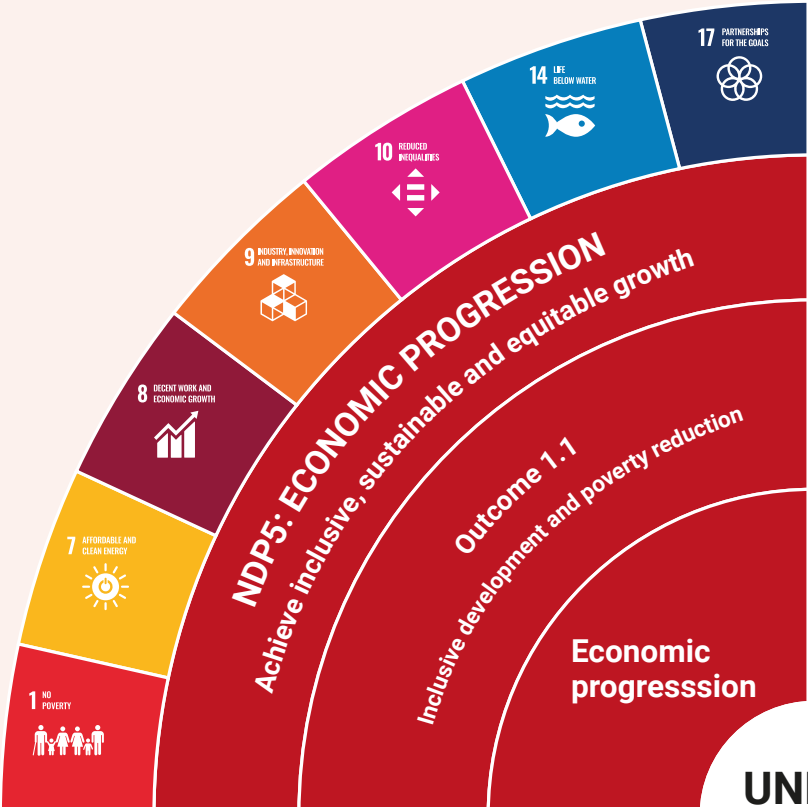 17 PARTNERSHIPS
FOR THE GOALS
14 LIFE
BELOW WATER
10 REDUCED
INEQUALITIES
9 INDUSTRY, INNOVATION
AND INFRASTRUCTURE
8 DECENT WORK AND
ECONOMIC GROWTH
7 AFFORDABLE AND
CLEAN ENERGY
1 NO
POVERTY
NDP5: ECONOMIC PROGRESSION
Achieve inclusive, sustainable and equitable growth
Outcome 1.1
Inclusive development and poverty reduction
Economic
progresssion